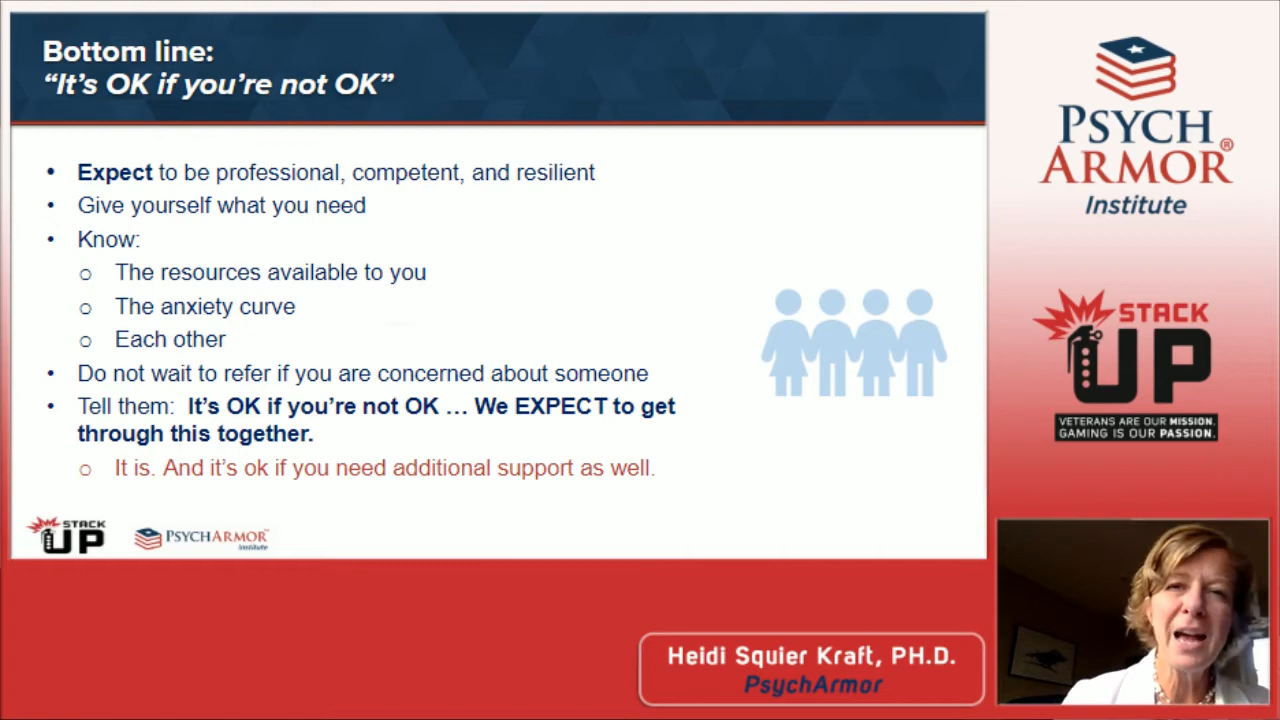 Bottom line:
“It’s OK if you’re not OK”
• Expect to be professional, competent, and resilient
• Give yourself what you need
• Know:
o The resources available to you
o The anxiety curve
o Each other
• Do not wait to refer if you are concerned about someone
• Tell them: It’s OK if you’re not OK … We EXPECT to get
through this together.
o It is. And it’s ok if you need additional support as well.
STACK
UP
PSYCHARMOR™
Institute
PSYCH
ARMOR®
Institute
STACK
UP
VETERANS ARE OUR MISSION.
GAMING IS OUR PASSION.
Heidi Squier Kraft, PH.D.
PsychArmor